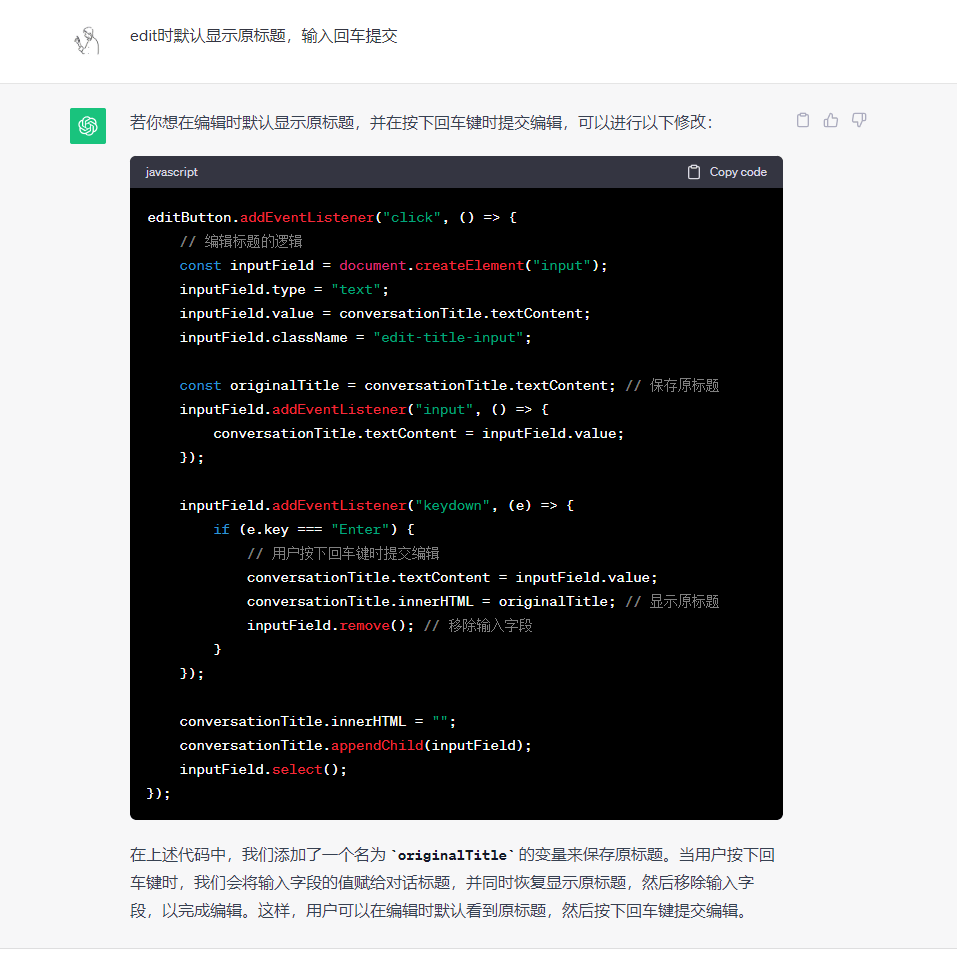 edit时默认显示原标题，输入回车提交
若你想在编辑时默认显示原标题，并在按下回车键时提交编辑，可以进行以下修改：
javascript
Copy code
editButton.addEventListener("click", () => {
    // 编辑标题的逻辑
    const inputField = document.createElement("input");
    inputField.type = "text";
    inputField.value = conversationTitle.textContent;
    inputField.className = "edit-title-input";

    const originalTitle = conversationTitle.textContent; // 保存原标题
    inputField.addEventListener("input", () => {
        conversationTitle.textContent = inputField.value;
    });

    inputField.addEventListener("keydown", (e) => {
        if (e.key === "Enter") {
            // 用户按下回车键时提交编辑
            conversationTitle.textContent = inputField.value;
            conversationTitle.innerHTML = originalTitle; // 显示原标题
            inputField.remove(); // 移除输入字段
        }
    });

    conversationTitle.innerHTML = "";
    conversationTitle.appendChild(inputField);
    inputField.select();
});
在上述代码中，我们添加了一个名为 `originalTitle` 的变量来保存原标题。当用户按下回
车键时，我们会将输入字段的值赋给对话标题，并同时恢复显示原标题，然后移除输入字
段，以完成编辑。这样，用户可以在编辑时默认看到原标题，然后按下回车键提交编辑。